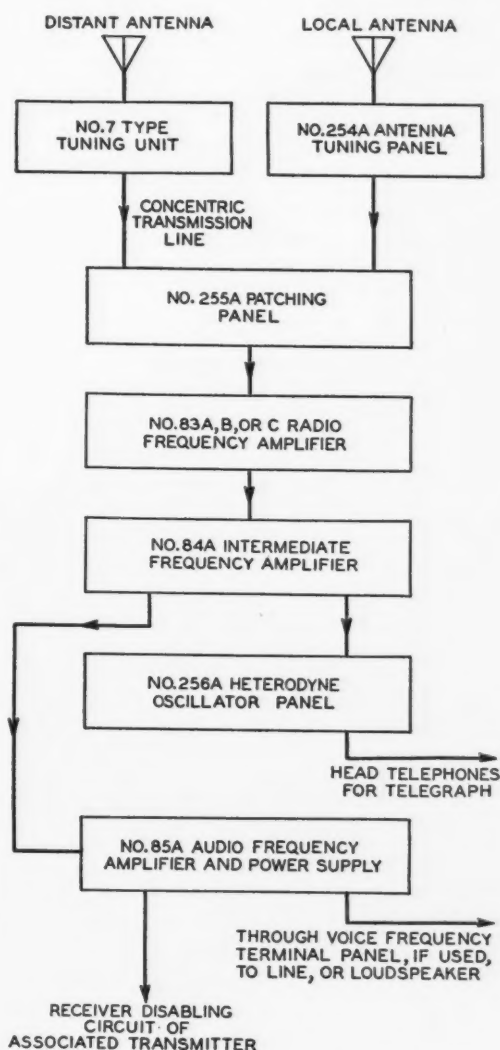 DISTANT ANTENNA
LOCAL ANTENNA
NO.7 TYPE
TUNING UNIT
NO.254A ANTENNA
TUNING PANEL
CONCENTRIC
TRANSMISSION
LINE
NO. 255A PATCHING
PANEL
NO.83A,B,OR C RADIO
FREQUENCY AMPLIFIER
NO.84A INTERMEDIATE
FREQUENCY AMPLIFIER
NO.256A HETERODYNE
OSCILLATOR PANEL
HEAD TELEPHONES
FOR TELEGRAPH
NO.85A AUDIO FREQUENCY
AMPLIFIER AND POWER SUPPLY
THROUGH VOICE FREQUENCY
TERMINAL PANEL, IF USED,
TO LINE, OR LOUDSPEAKER
RECEIVER DISABLING
CIRCUIT OF
ASSOCIATED TRANSMITTER